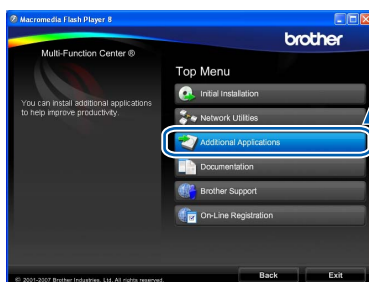 Macromedia Flash Player 8
brother
Multi-Function Center ®
Top Menu
You can install additional applications
to help improve productivity.
Initial Installation
Network Utilities
Additional Applications
Documentation
Brother Support
On-Line Registration
© 2001-2007 Brother Industries, Ltd. All rights reserved.
Back
Exit